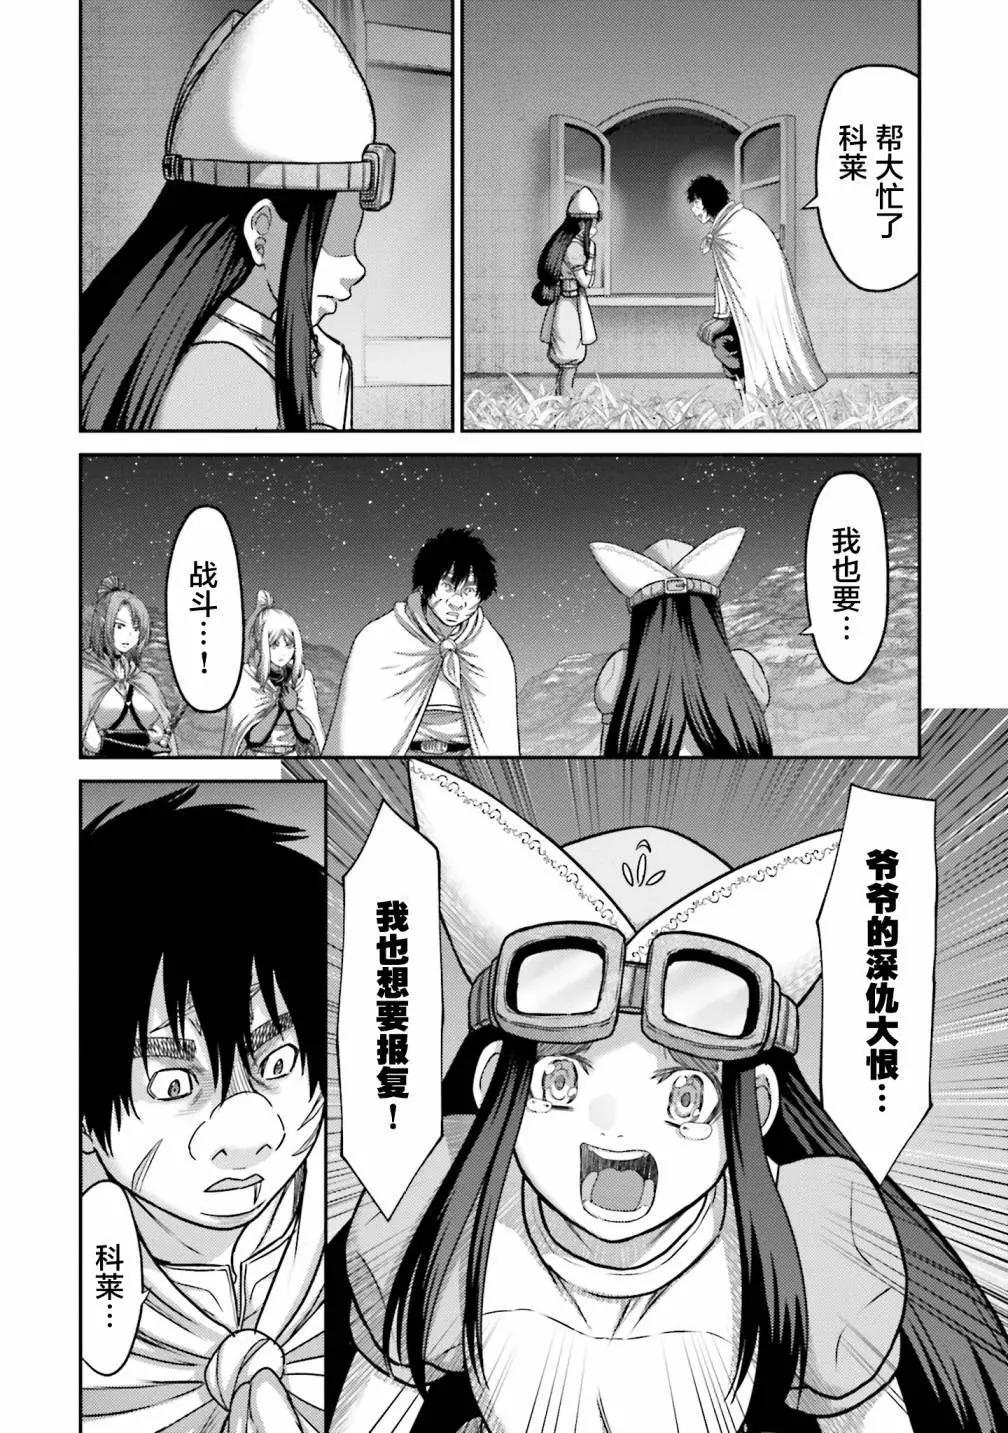 帮大忙了
科莱
我也要…
战斗…！
爷爷的深仇大恨…
我也想要报复！
科莱…